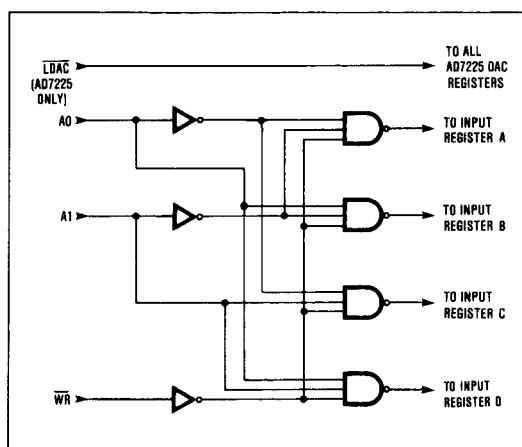 LDAC
(AD7225
ONLY)
TO ALL
AD7225 DAC
REGISTERS
A0
TO INPUT
REGISTER A
A1
TO INPUT
REGISTER B
TO INPUT
REGISTER C
WR
TO INPUT
REGISTER D